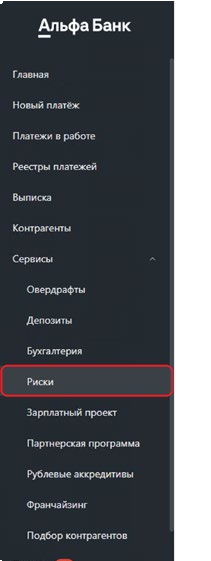 Альфа Банк
Главная
Новый платёж
Платежи в работе
Реестры платежей
Выписка
Контрагенты
Сервисы
Овердрафты
Депозиты
Бухгалтерия
Риски
Зарплатный проект
Партнерская программа
Рублевые аккредитивы
Франчайзинг
Подбор контрагентов